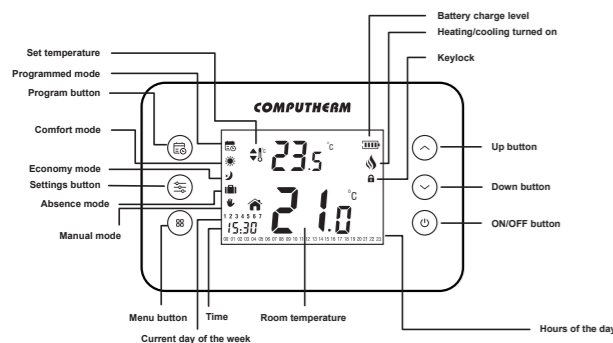 Battery charge level
Heating/cooling turned on
Keylock
Set temperature
Programmed mode
Program button
Comfort mode
Economy mode
Settings button
Absence mode
Manual mode
COMPUTHERM
23.5 °C
°C
21.0 °C
1 2 3 4 5 6 7
15:30
00 01 02 03 04 05 06 07 08 09 10 11 12 13 14 15 16 17 18 19 20 21 22 23
Up button
Down button
ON/OFF button
Menu button
Time
Room temperature
Current day of the week
Hours of the day